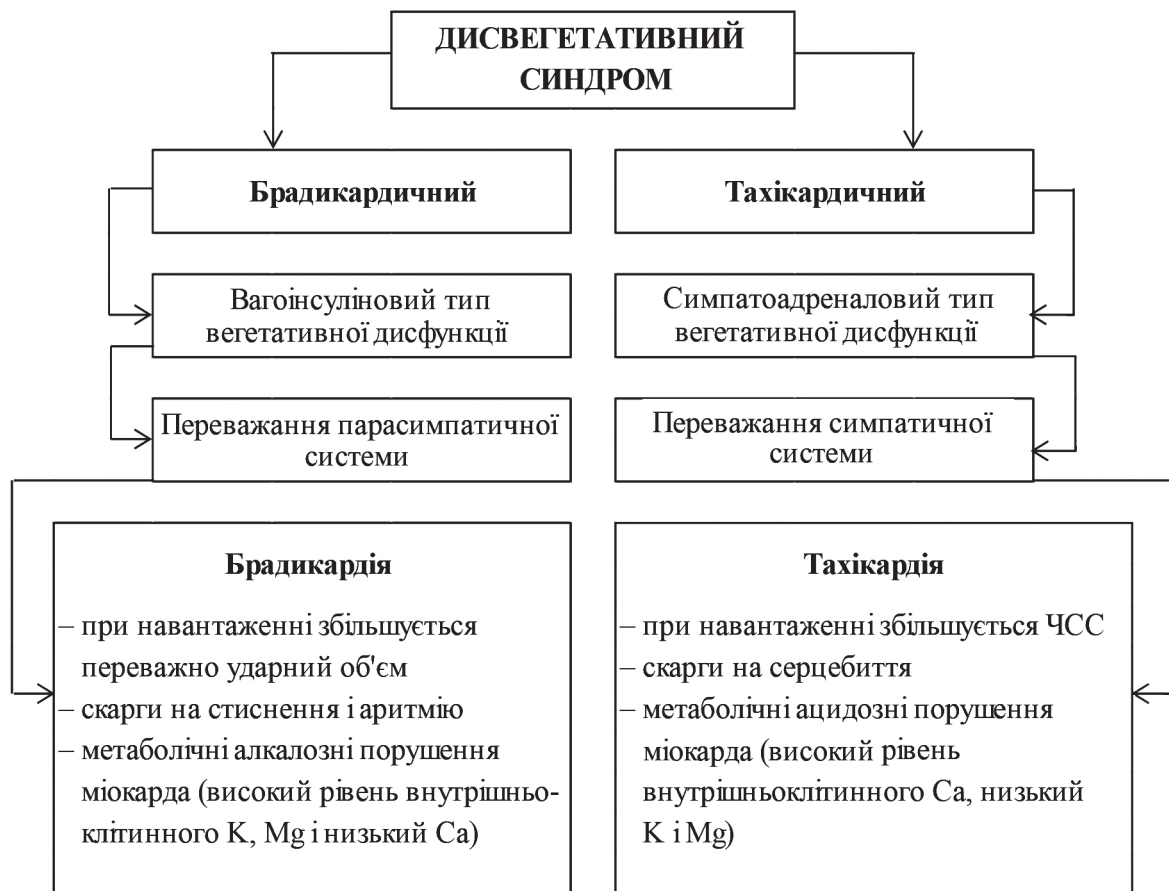 ДИСВЕГЕТАТИВНИЙ
СИНДРОМ
Брадикардичний
Тахікардичний
Вагоінсуліновий тип
вегетативної дисфункції
Симпатоадреналовий тип
вегетативної дисфункції
Переважання парасимпатичної
системи
Переважання симпатичної
системи
Брадикардія
– при навантаженні збільшується
переважно ударний об'єм
– скарги на стиснення і аритмію
– метаболічні алкалозні порушення
міокарда (високий рівень внутрішньо-
клітинного K, Mg і низький Ca)
Тахікардія
– при навантаженні збільшується ЧСС
– скарги на серцебиття
– метаболічні ацидозні порушення
міокарда (високий рівень
внутрішньоклітинного Ca, низький
K і Mg)